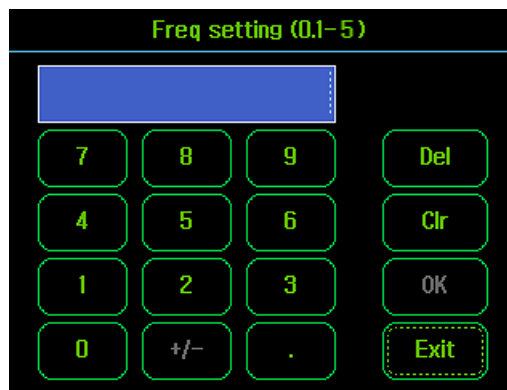 Freq setting (0.1-5)
7 8 9 Del
4 5 6 Clr
1 2 3 OK
0 +/- . Exit